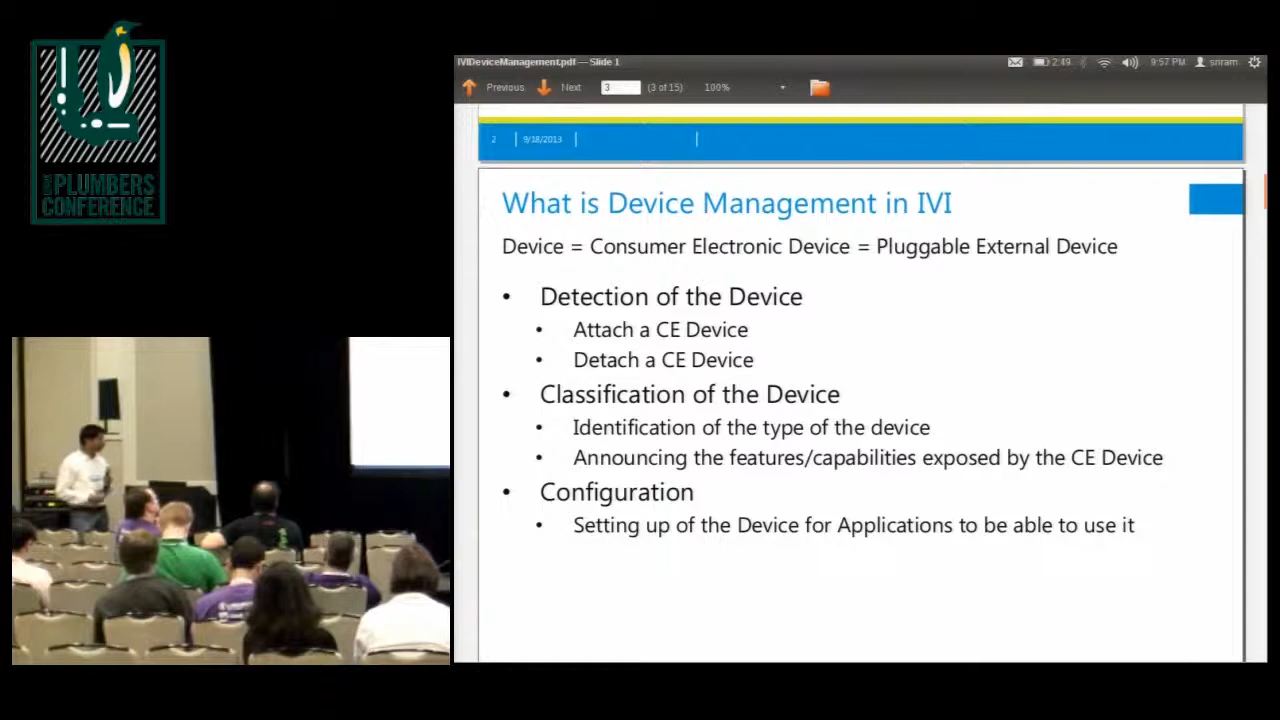 LINUX
PLUMBERS
CONFERENCE
IVIDeviceManagement.pdf — Slide 1
2:49
9:57 PM
sriram
Previous
Next
3
(3 of 15)
100%
2
9/18/2013
What is Device Management in IVI
Device = Consumer Electronic Device = Pluggable External Device
• Detection of the Device
• Attach a CE Device
• Detach a CE Device
• Classification of the Device
• Identification of the type of the device
• Announcing the features/capabilities exposed by the CE Device
• Configuration
• Setting up of the Device for Applications to be able to use it